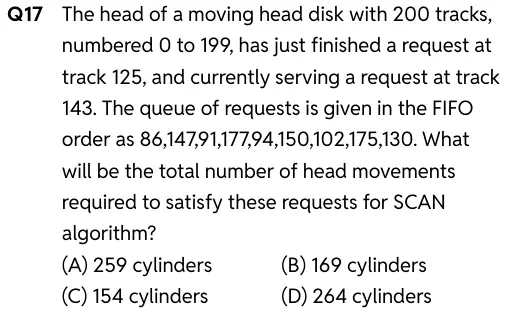 Q17 The head of a moving head disk with 200 tracks,
numbered 0 to 199, has just finished a request at
track 125, and currently serving a request at track
143. The queue of requests is given in the FIFO
order as 86,147,91,177,94,150,102,175,130. What
will be the total number of head movements
required to satisfy these requests for SCAN
algorithm?
(A) 259 cylinders (B) 169 cylinders
(C) 154 cylinders (D) 264 cylinders